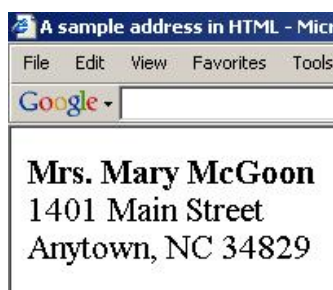 A sample address in HTML - Micr
File Edit View Favorites Tools
Google
Mrs. Mary McGoon
1401 Main Street
Anytown, NC 34829